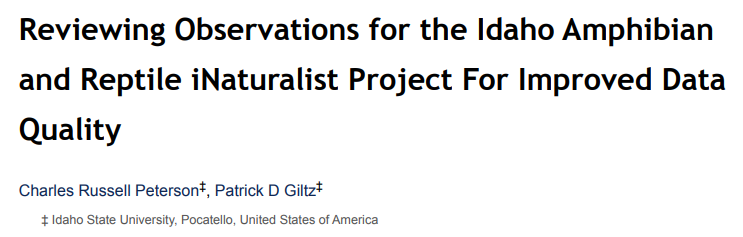 Reviewing Observations for the Idaho Amphibian
and Reptile iNaturalist Project For Improved Data
Quality
Charles Russell Peterson‡, Patrick D Giltz‡
‡ Idaho State University, Pocatello, United States of America